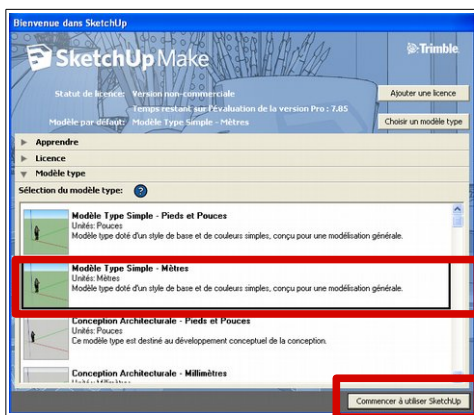 Bienvenue dans SketchUp
SketchUp Make
Trimble
Statut de licence: Version non-commerciale
Ajouter une licence
Temps restant sur l'Évaluation de la version Pro : 7.85
Modèle par défaut: Modèle Type Simple - Mètres
Choisir un modèle type
Apprendre
Licence
Modèle type
Sélection du modèle type: ?
Modèle Type Simple - Pieds et Pouces
Unités: Pouces
Modèle type doté d'un style de base et de couleurs simples, conçu pour une modélisation générale.
Modèle Type Simple - Mètres
Unités: Mètres
Modèle type doté d'un style de base et de couleurs simples, conçu pour une modélisation générale.
Conception Architecturale - Pieds et Pouces
Unités: Pouces
Ce modèle type est destiné au développement conceptuel de la conception.
Conception Architecturale - Millimètres
Unités: Millimètres
Commencer à utiliser SketchUp